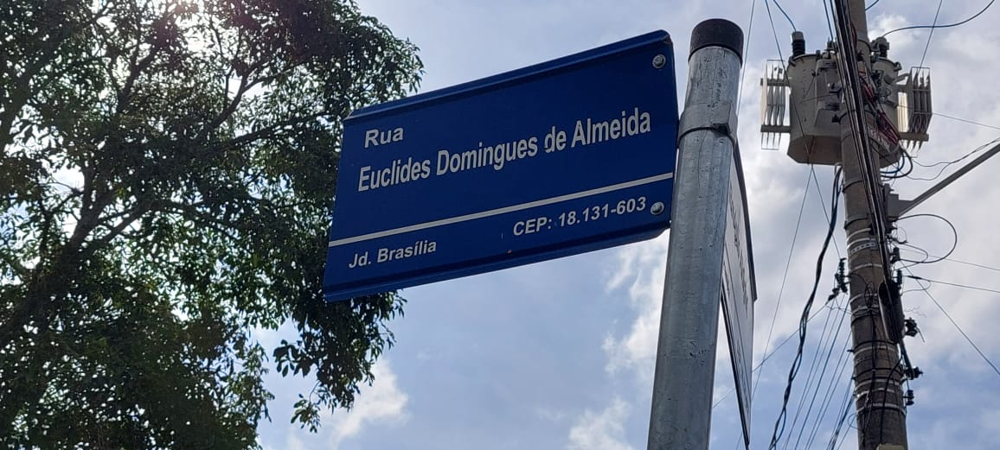 Rua
Euclides Domingues de Almeida
Jd. Brasília
CEP: 18.131-603